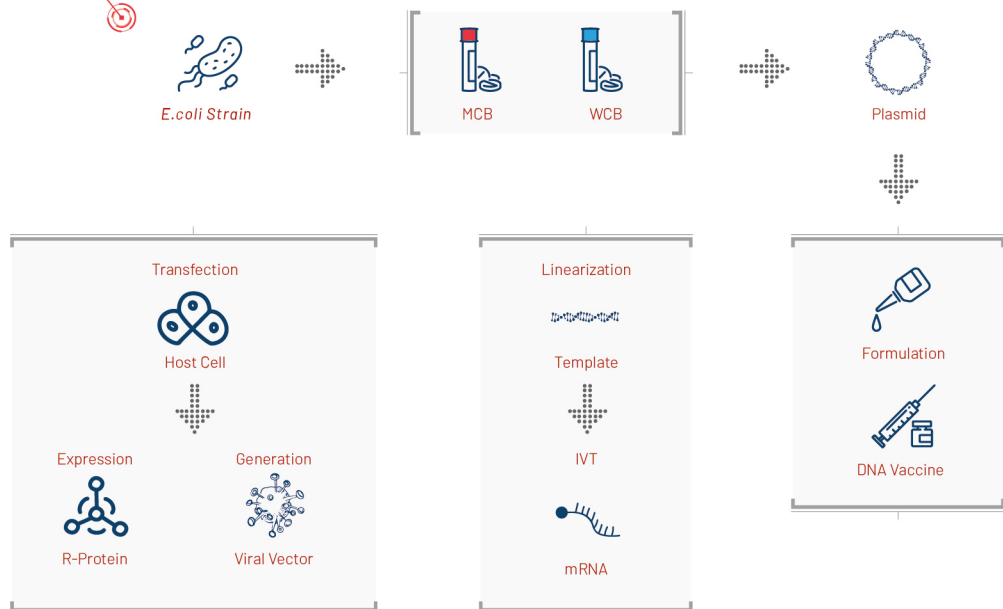 E.coli Strain
MCB
WCB
Plasmid
Transfection
Host Cell
Expression
Generation
R-Protein
Viral Vector
Linearization
Template
IVT
mRNA
Formulation
DNA Vaccine